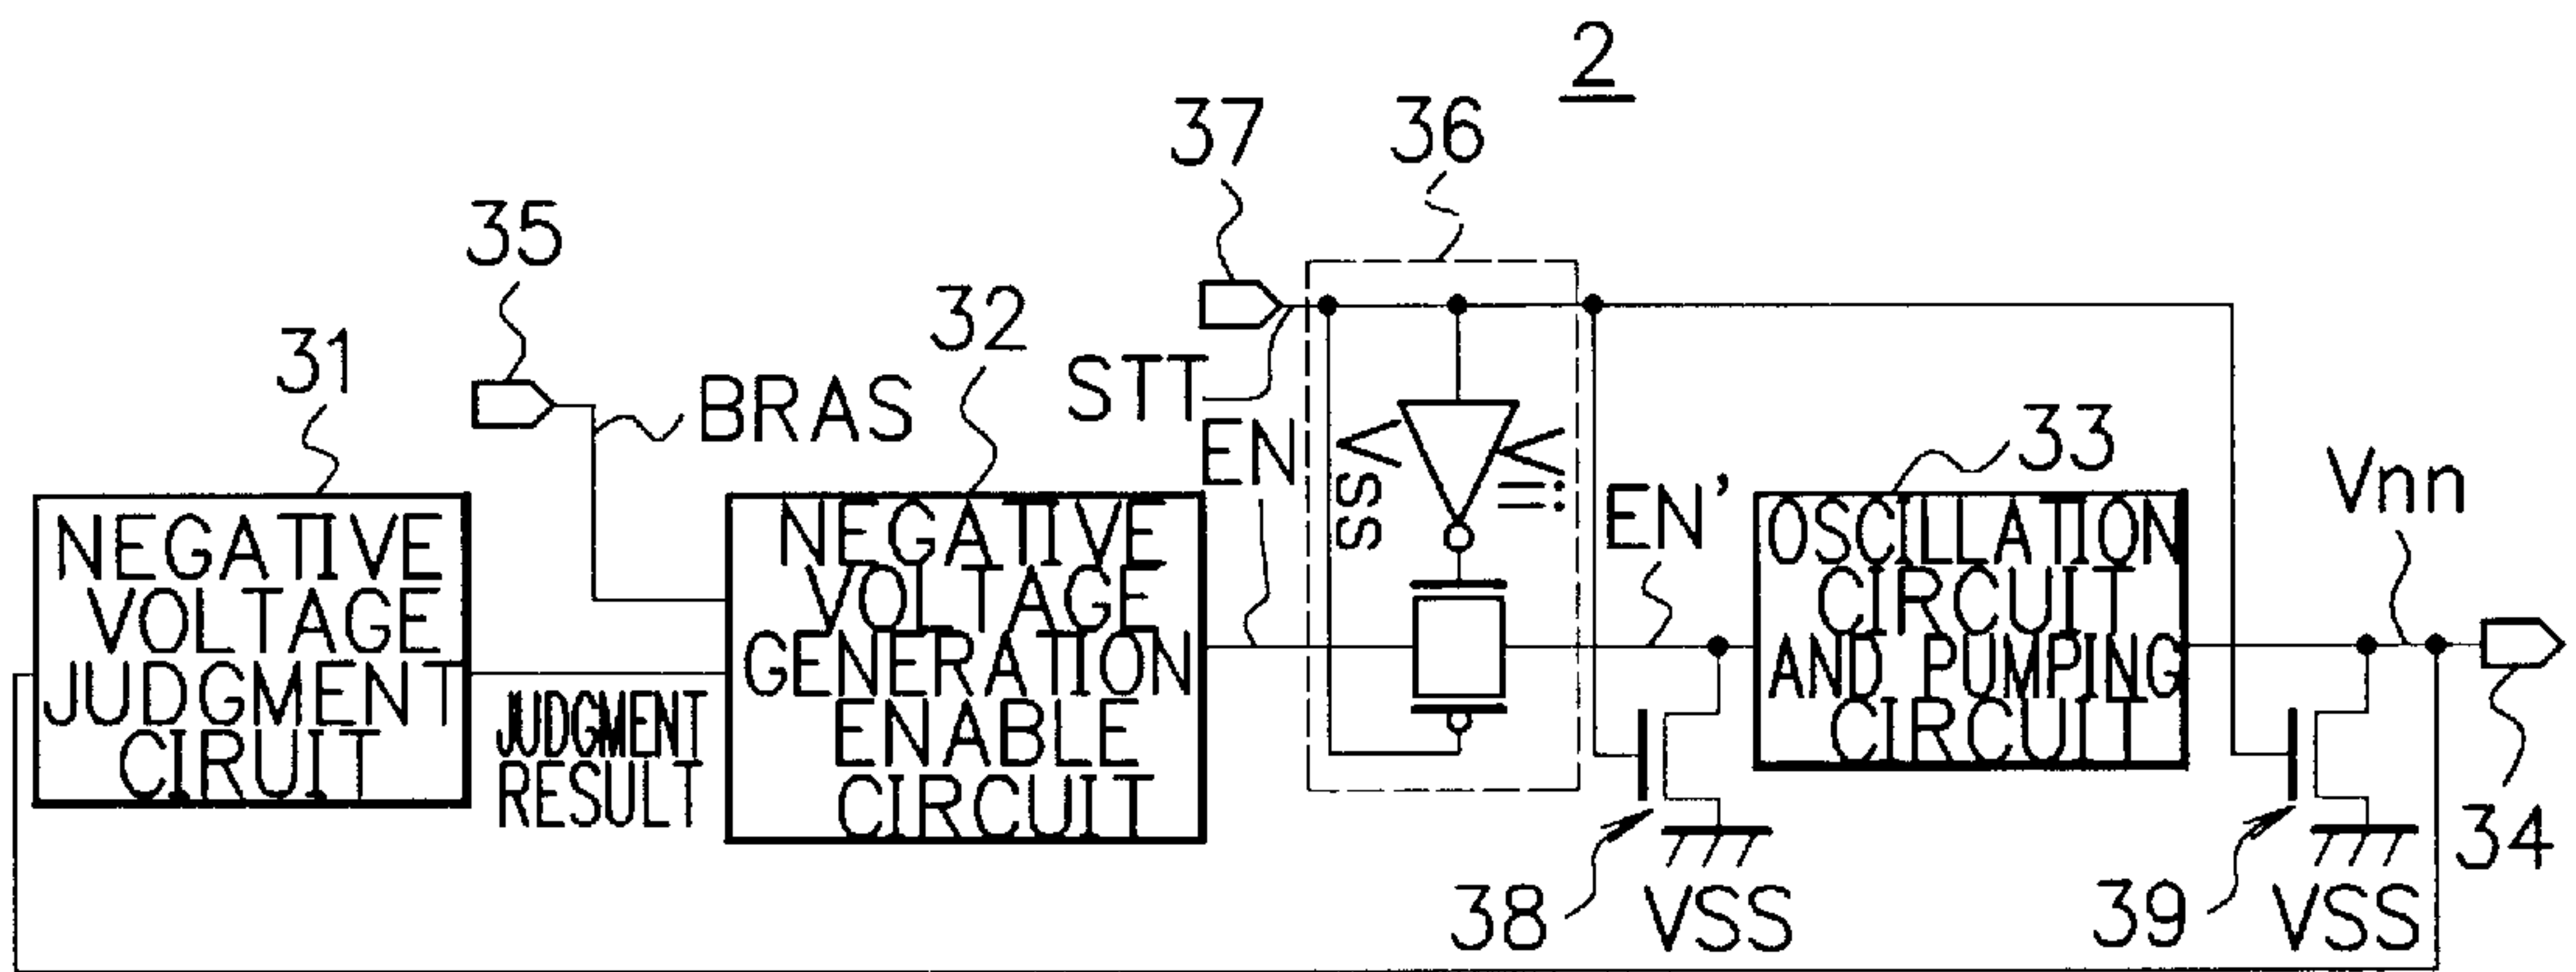 2
37
36
35
32
31
STT
BRAS
EN
33
Vnn
EN'
Vss
Vii
NEGATIVE
VOLTAGE
JUDGMENT
CIRUIT
JUDGMENT
RESULT
NEGATIVE
VOLTAGE
GENERATION
ENABLE
CIRCUIT
OSCILLATION
CIRCUIT
AND PUMPING
CIRCUIT
34
38
VSS
39
VSS